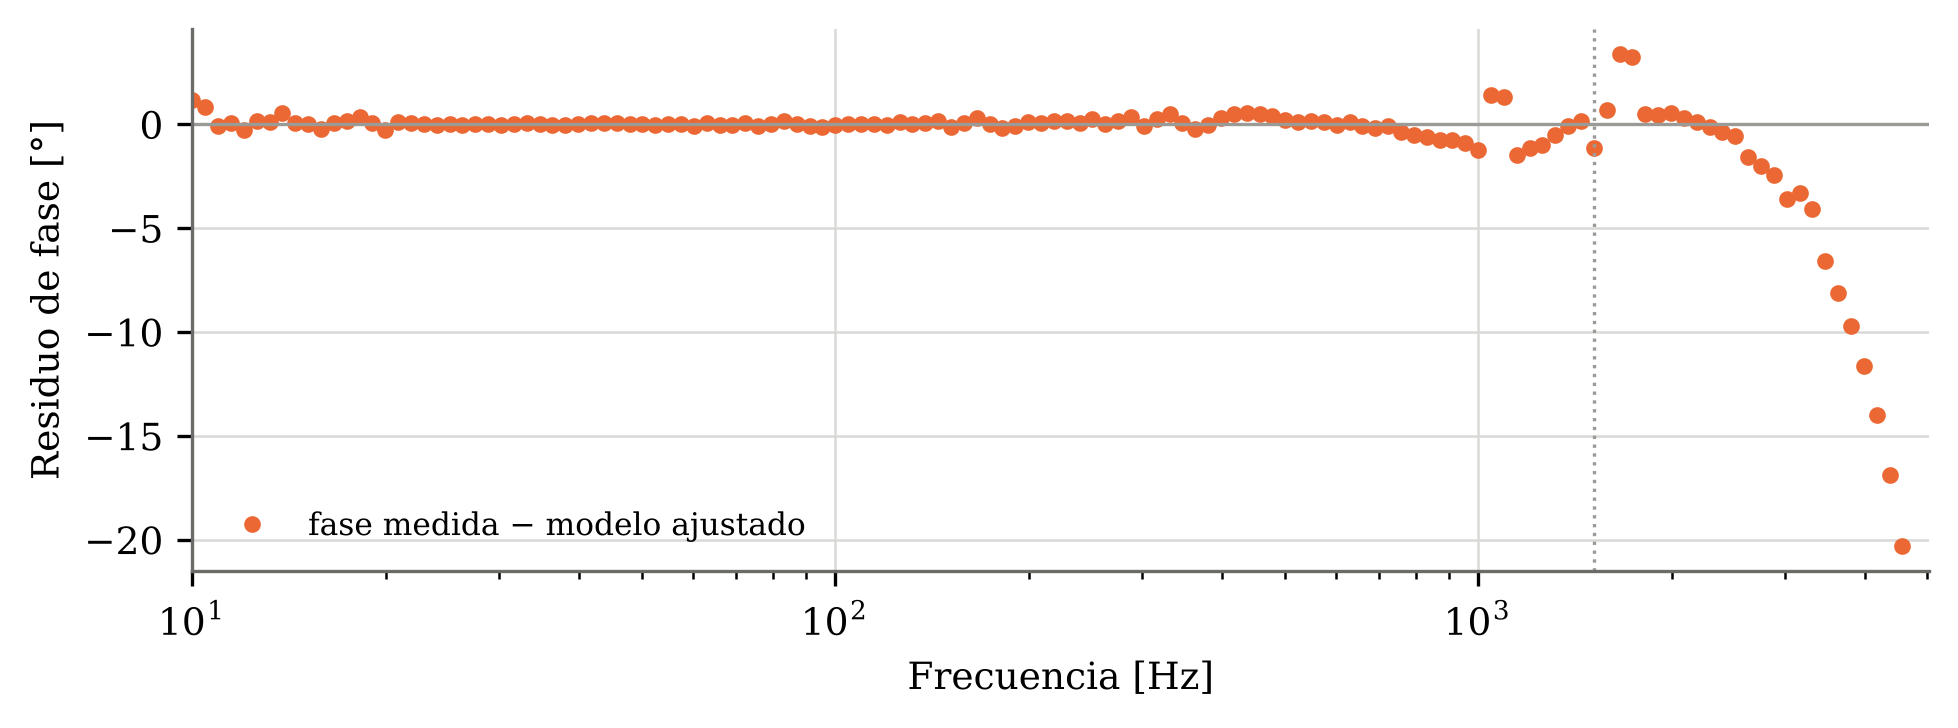 Residuo de fase [°]
0
−5
−10
−15
−20
fase medida − modelo ajustado
10¹ 10² 10³
Frecuencia [Hz]